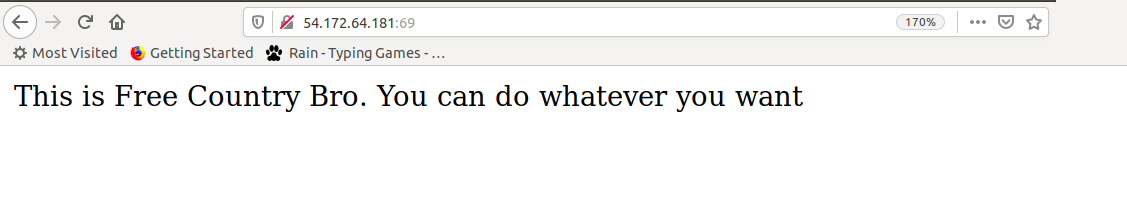 54.172.64.181:69
170%
Most Visited Getting Started Rain - Typing Games - …
This is Free Country Bro. You can do whatever you want